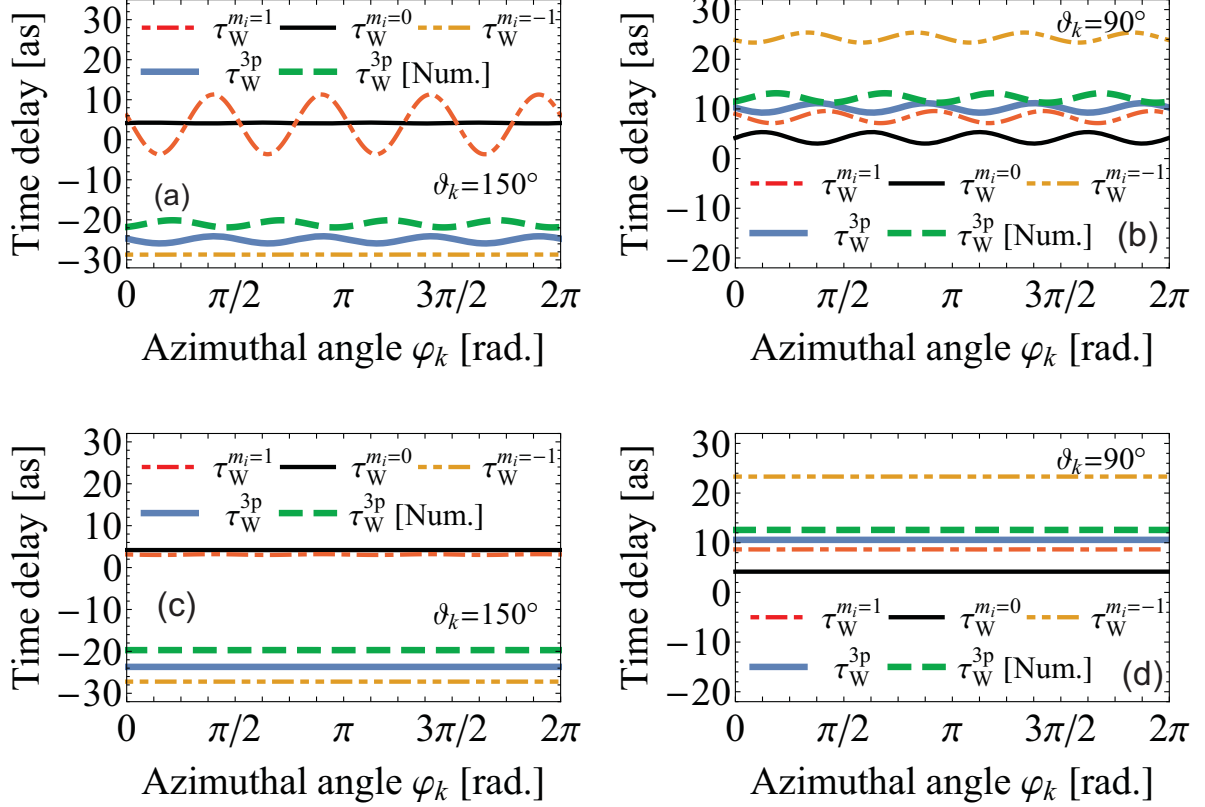 Time delay [as]
30
20
10
0
−10
−20
−30
τ_W^{m_i=1} τ_W^{m_i=0} τ_W^{m_i=−1}
τ_W^{3p} τ_W^{3p} [Num.]
(a)
ϑ_k=150°
0 π/2 π 3π/2 2π
Azimuthal angle φ_k [rad.]
Time delay [as]
30
20
10
0
−10
−20
ϑ_k=90°
τ_W^{m_i=1} τ_W^{m_i=0} τ_W^{m_i=−1}
τ_W^{3p} τ_W^{3p} [Num.]
(b)
0 π/2 π 3π/2 2π
Azimuthal angle φ_k [rad.]
Time delay [as]
30
20
10
0
−10
−20
−30
τ_W^{m_i=1} τ_W^{m_i=0} τ_W^{m_i=−1}
τ_W^{3p} τ_W^{3p} [Num.]
(c)
ϑ_k=150°
0 π/2 π 3π/2 2π
Azimuthal angle φ_k [rad.]
Time delay [as]
30
20
10
0
−10
−20
ϑ_k=90°
τ_W^{m_i=1} τ_W^{m_i=0} τ_W^{m_i=−1}
τ_W^{3p} τ_W^{3p} [Num.]
(d)
0 π/2 π 3π/2 2π
Azimuthal angle φ_k [rad.]